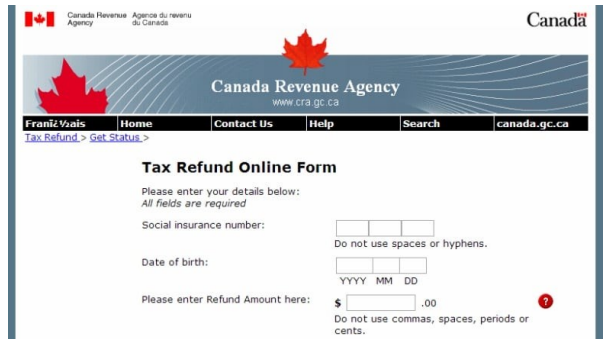 Canada Revenue Agency
Agence du revenu du Canada
Canada
Canada Revenue Agency
www.cra.gc.ca
Franï¿½ais Home Contact Us Help Search canada.gc.ca
Tax Refund > Get Status >
Tax Refund Online Form
Please enter your details below:
All fields are required
Social insurance number:
Do not use spaces or hyphens.
Date of birth:
YYYY MM DD
Please enter Refund Amount here: $ .00 ?
Do not use commas, spaces, periods or
cents.